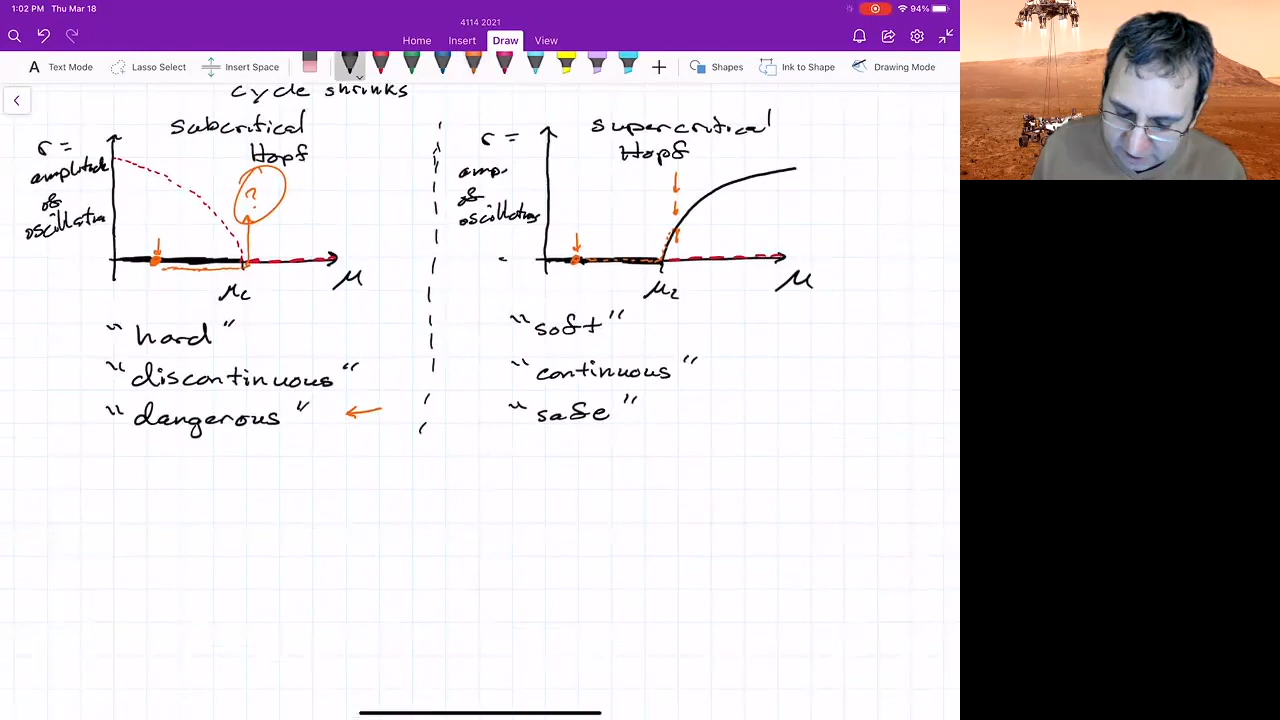 1:02 PM Thu Mar 18
94%
4114 2021
Home Insert Draw View
A Text Mode Lasso Select Insert Space Shapes Ink to Shape Drawing Mode
cycle shrinks
subcritical
Hopf
r =
amplitude
of
oscillation
?
μc
μ
"hard"
"discontinuous"
"dangerous"
supercritical
Hopf
r =
amp.
of
oscillation
μc
μ
"soft"
"continuous"
"safe"